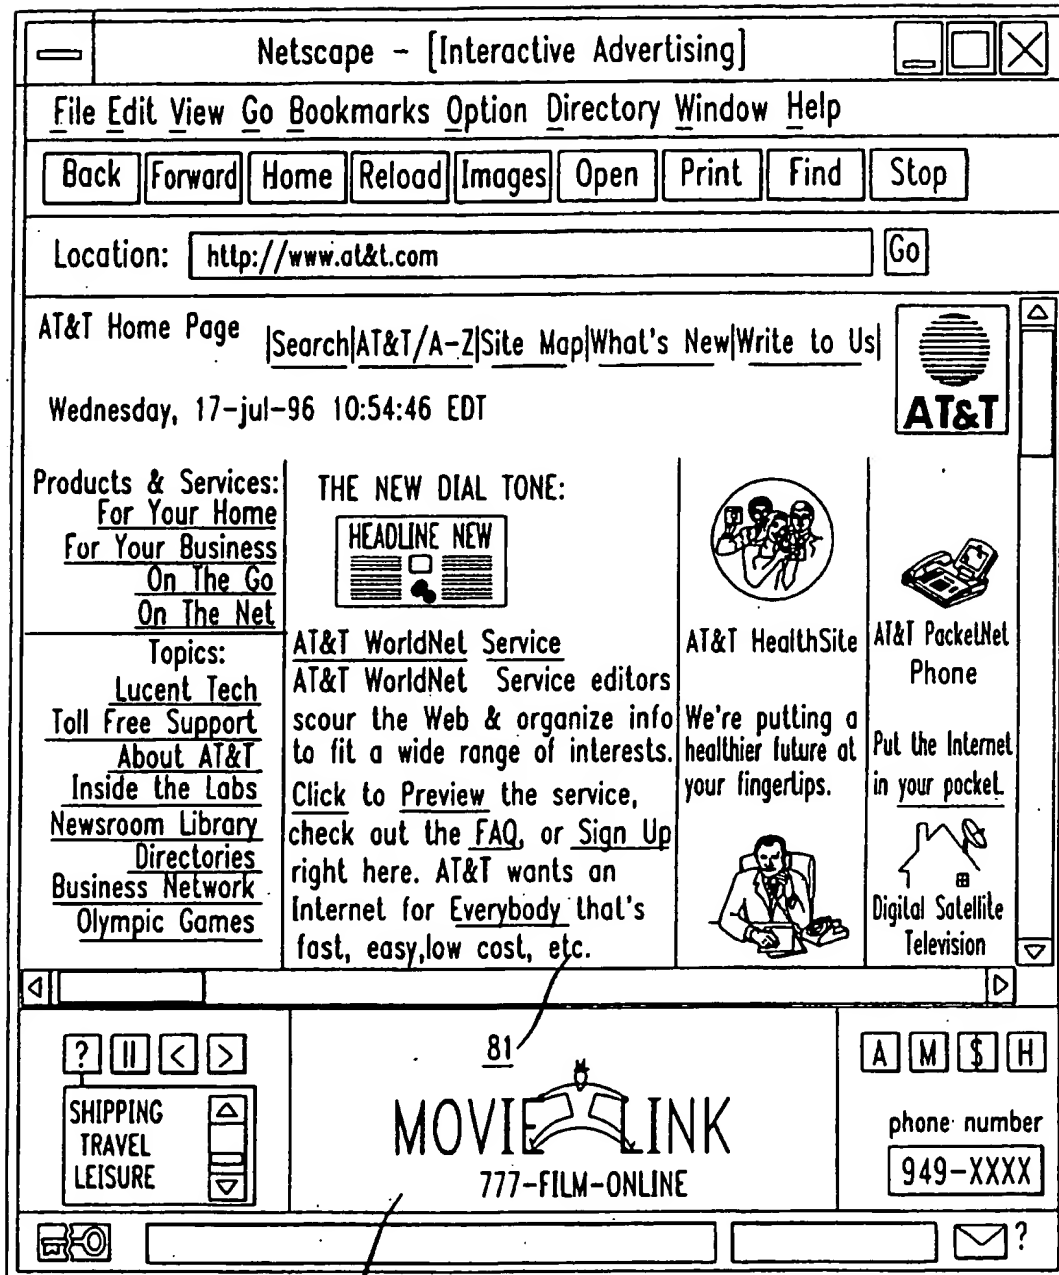 Netscape - [Interactive Advertising]
File Edit View Go Bookmarks Option Directory Window Help
Back Forward Home Reload Images Open Print Find Stop
Location: http://www.at&t.com Go
AT&T Home Page |Search|AT&T/A-Z|Site Map|What's New|Write to Us|
AT&T
Wednesday, 17-jul-96 10:54:46 EDT
Products & Services:
For Your Home
For Your Business
On The Go
On The Net
Topics:
Lucent Tech
Toll Free Support
About AT&T
Inside the Labs
Newsroom Library
Directories
Business Network
Olympic Games
THE NEW DIAL TONE:
HEADLINE NEW
AT&T WorldNet Service
AT&T WorldNet Service editors
scour the Web & organize info
to fit a wide range of interests.
Click to Preview the service,
check out the FAQ, or Sign Up
right here. AT&T wants an
Internet for Everybody that's
fast, easy,low cost, etc.
AT&T HealthSite
We're putting a
healthier future at
your fingertips.
AT&T PacketNet
Phone
Put the Internet
in your pocket.
Digital Satellite
Television
? || < >
SHIPPING
TRAVEL
LEISURE
81
MOVIE LINK
777-FILM-ONLINE
A M $ H
phone number
949-XXXX
?